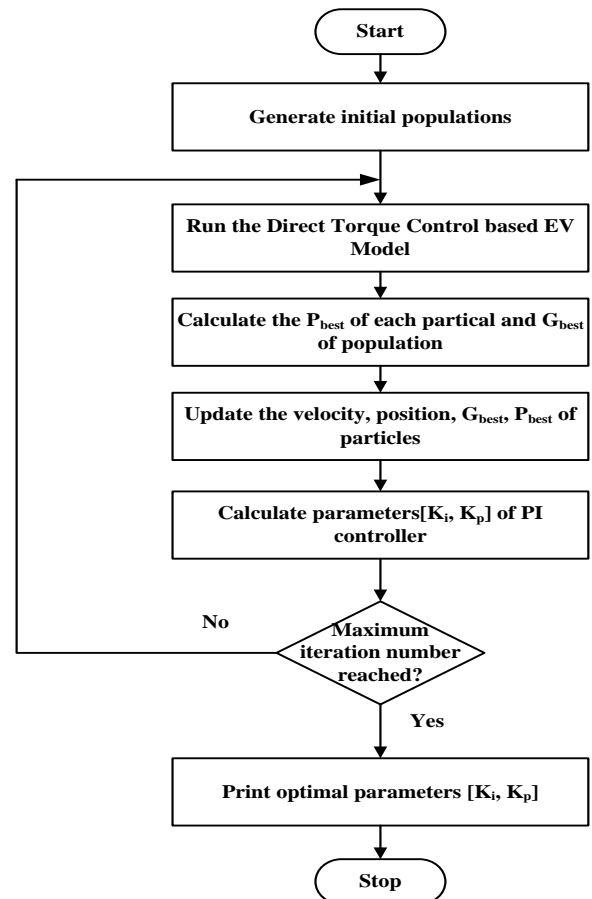 Start
Generate initial populations
Run the Direct Torque Control based EV
Model
Calculate the Pbest of each partical and Gbest
of population
Update the velocity, position, Gbest, Pbest of
particles
Calculate parameters[Ki, Kp] of PI
controller
No
Maximum
iteration number
reached?
Yes
Print optimal parameters [Ki, Kp]
Stop